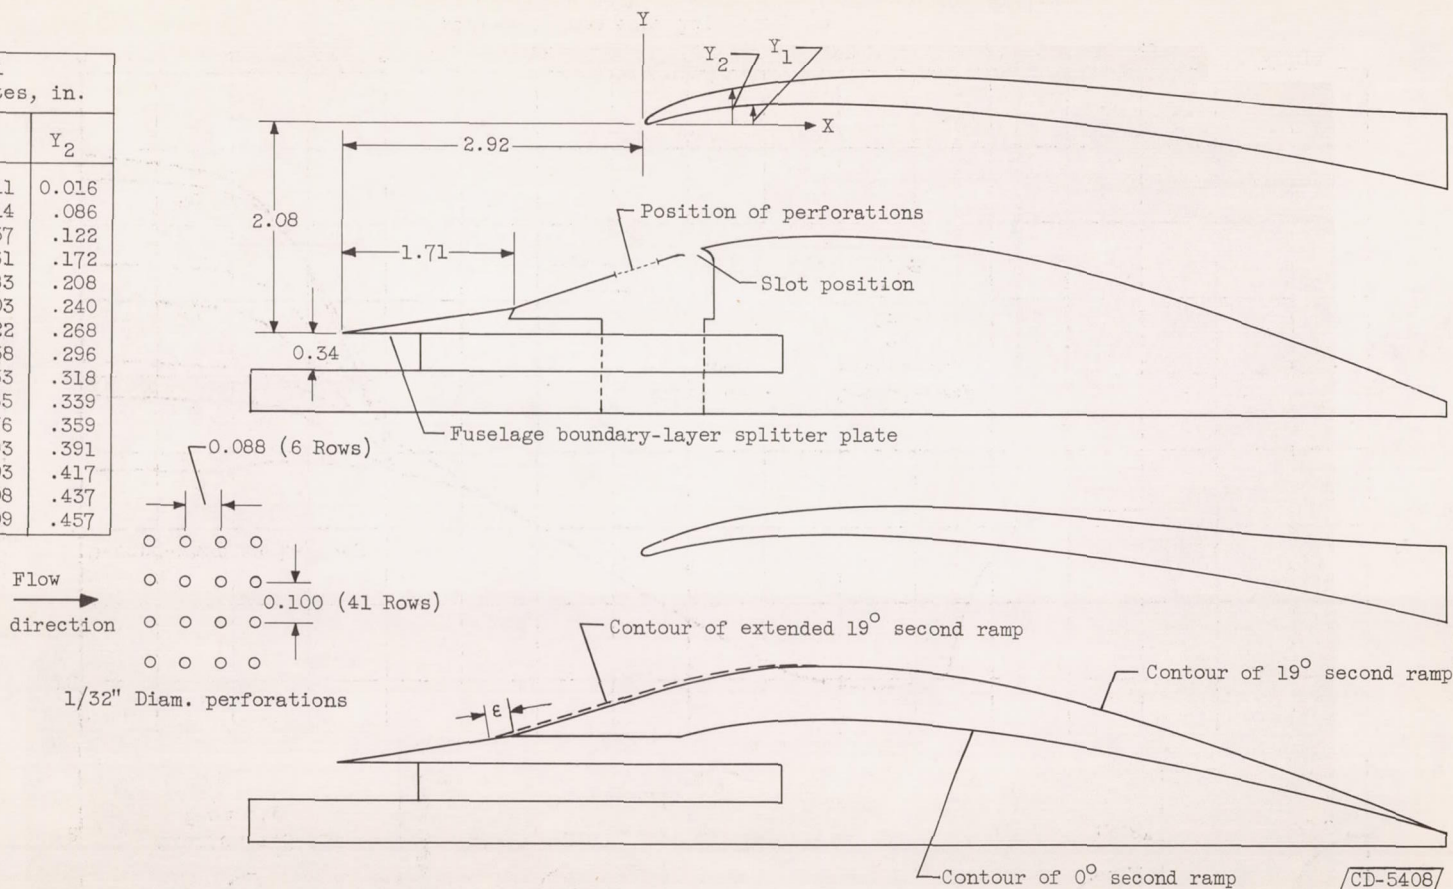 es, in.
Y2
0.016
.086
.122
.172
.208
.240
.268
.296
.318
.339
.359
.391
.417
.437
.457
Y
Y2
Y1
X
2.92
2.08
1.71
0.34
Position of perforations
Slot position
Fuselage boundary-layer splitter plate
0.088 (6 Rows)
Flow
direction
0.100 (41 Rows)
1/32" Diam. perforations
Contour of extended 19° second ramp
Contour of 19° second ramp
ε
Contour of 0° second ramp
CD-5408